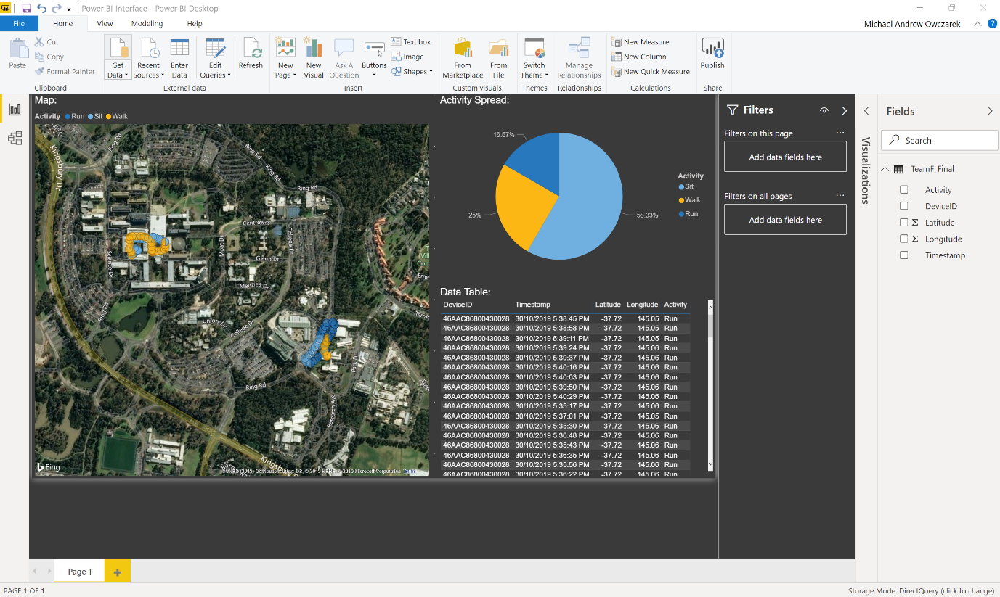 Power BI Interface - Power BI Desktop
File Home View Modeling Help
Michael Andrew Owczarek
?
Paste
Cut
Copy
Format Painter
Clipboard
Get Data
Recent Sources
Enter Data
Edit Queries
Refresh
External data
New Page
New Visual
Ask A Question
Buttons
Text box
Image
Shapes
Insert
From Marketplace
From File
Custom visuals
Switch Theme
Themes
Manage Relationships
Relationships
New Measure
New Column
New Quick Measure
Calculations
Publish
Share
Map:
Activity Run Sit Walk
Kingsbury Dr
Ring Rd
Ring Rd
Ring Rd
Ring Rd
Centreway
College Dr
Moat Dr
Science Dr
Glenn Dr
Menzies Dr
Ring Rd
Union Dr
College Dr
Park Dr
Ring Rd
Research Ave
Kingsbury Dr
Bing
Activity Spread:
16.67%
25%
58.33%
Activity
Sit
Walk
Run
Data Table:
DeviceID Timestamp Latitude Longitude Activity
46AAC86800430028 30/10/2019 5:38:45 PM -37.72 145.05 Run
46AAC86800430028 30/10/2019 5:38:58 PM -37.72 145.05 Run
46AAC86800430028 30/10/2019 5:39:11 PM -37.72 145.05 Run
46AAC86800430028 30/10/2019 5:39:24 PM -37.72 145.06 Run
46AAC86800430028 30/10/2019 5:39:37 PM -37.72 145.06 Run
46AAC86800430028 30/10/2019 5:40:16 PM -37.72 145.06 Run
46AAC86800430028 30/10/2019 5:40:03 PM -37.72 145.06 Run
46AAC86800430028 30/10/2019 5:39:50 PM -37.72 145.06 Run
46AAC86800430028 30/10/2019 5:40:29 PM -37.72 145.06 Run
46AAC86800430028 30/10/2019 5:35:17 PM -37.72 145.06 Run
46AAC86800430028 30/10/2019 5:37:01 PM -37.72 145.05 Run
46AAC86800430028 30/10/2019 5:35:30 PM -37.72 145.06 Run
46AAC86800430028 30/10/2019 5:36:48 PM -37.72 145.06 Run
46AAC86800430028 30/10/2019 5:35:43 PM -37.72 145.06 Run
46AAC86800430028 30/10/2019 5:36:35 PM -37.72 145.06 Run
46AAC86800430028 30/10/2019 5:35:56 PM -37.72 145.06 Run
46AAC86800430028 30/10/2019 5:36:22 PM -37.72 145.06 Run
Filters
Filters on this page
Add data fields here
Filters on all pages
Add data fields here
Visualizations
Fields
Search
TeamF_Final
Activity
DeviceID
Σ Latitude
Σ Longitude
Timestamp
Page 1
PAGE 1 OF 1
Storage Mode: DirectQuery (click to change)